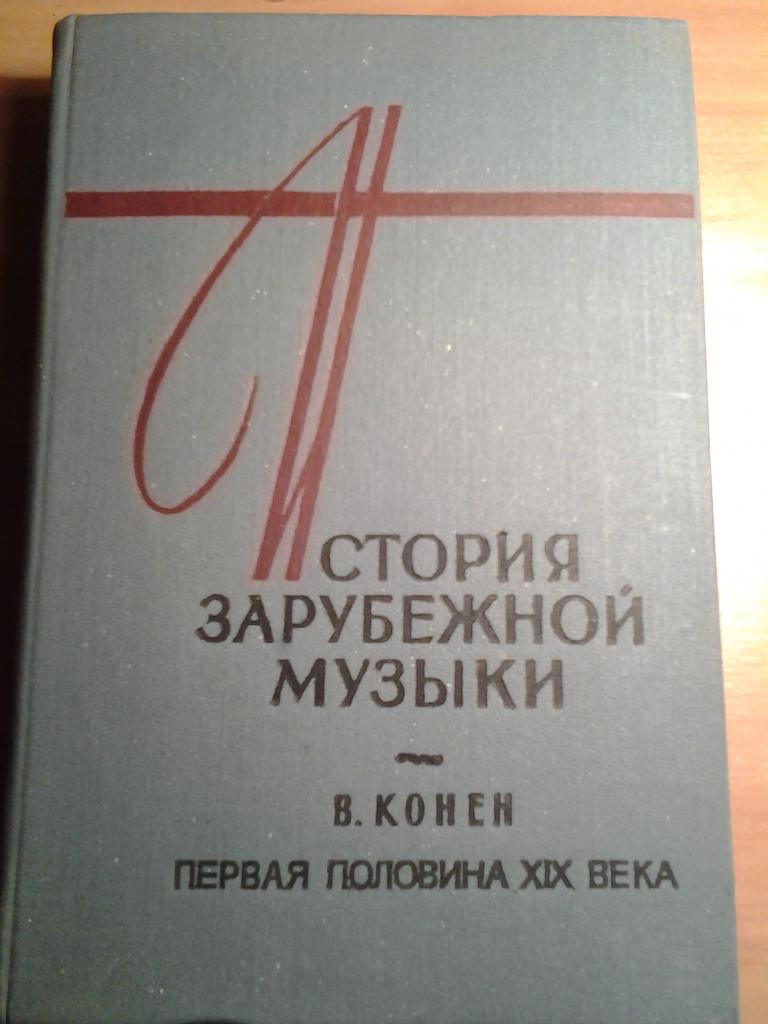 ИСТОРИЯ
ЗАРУБЕЖНОЙ
МУЗЫКИ
В. КОНЕН
ПЕРВАЯ ПОЛОВИНА XIX ВЕКА